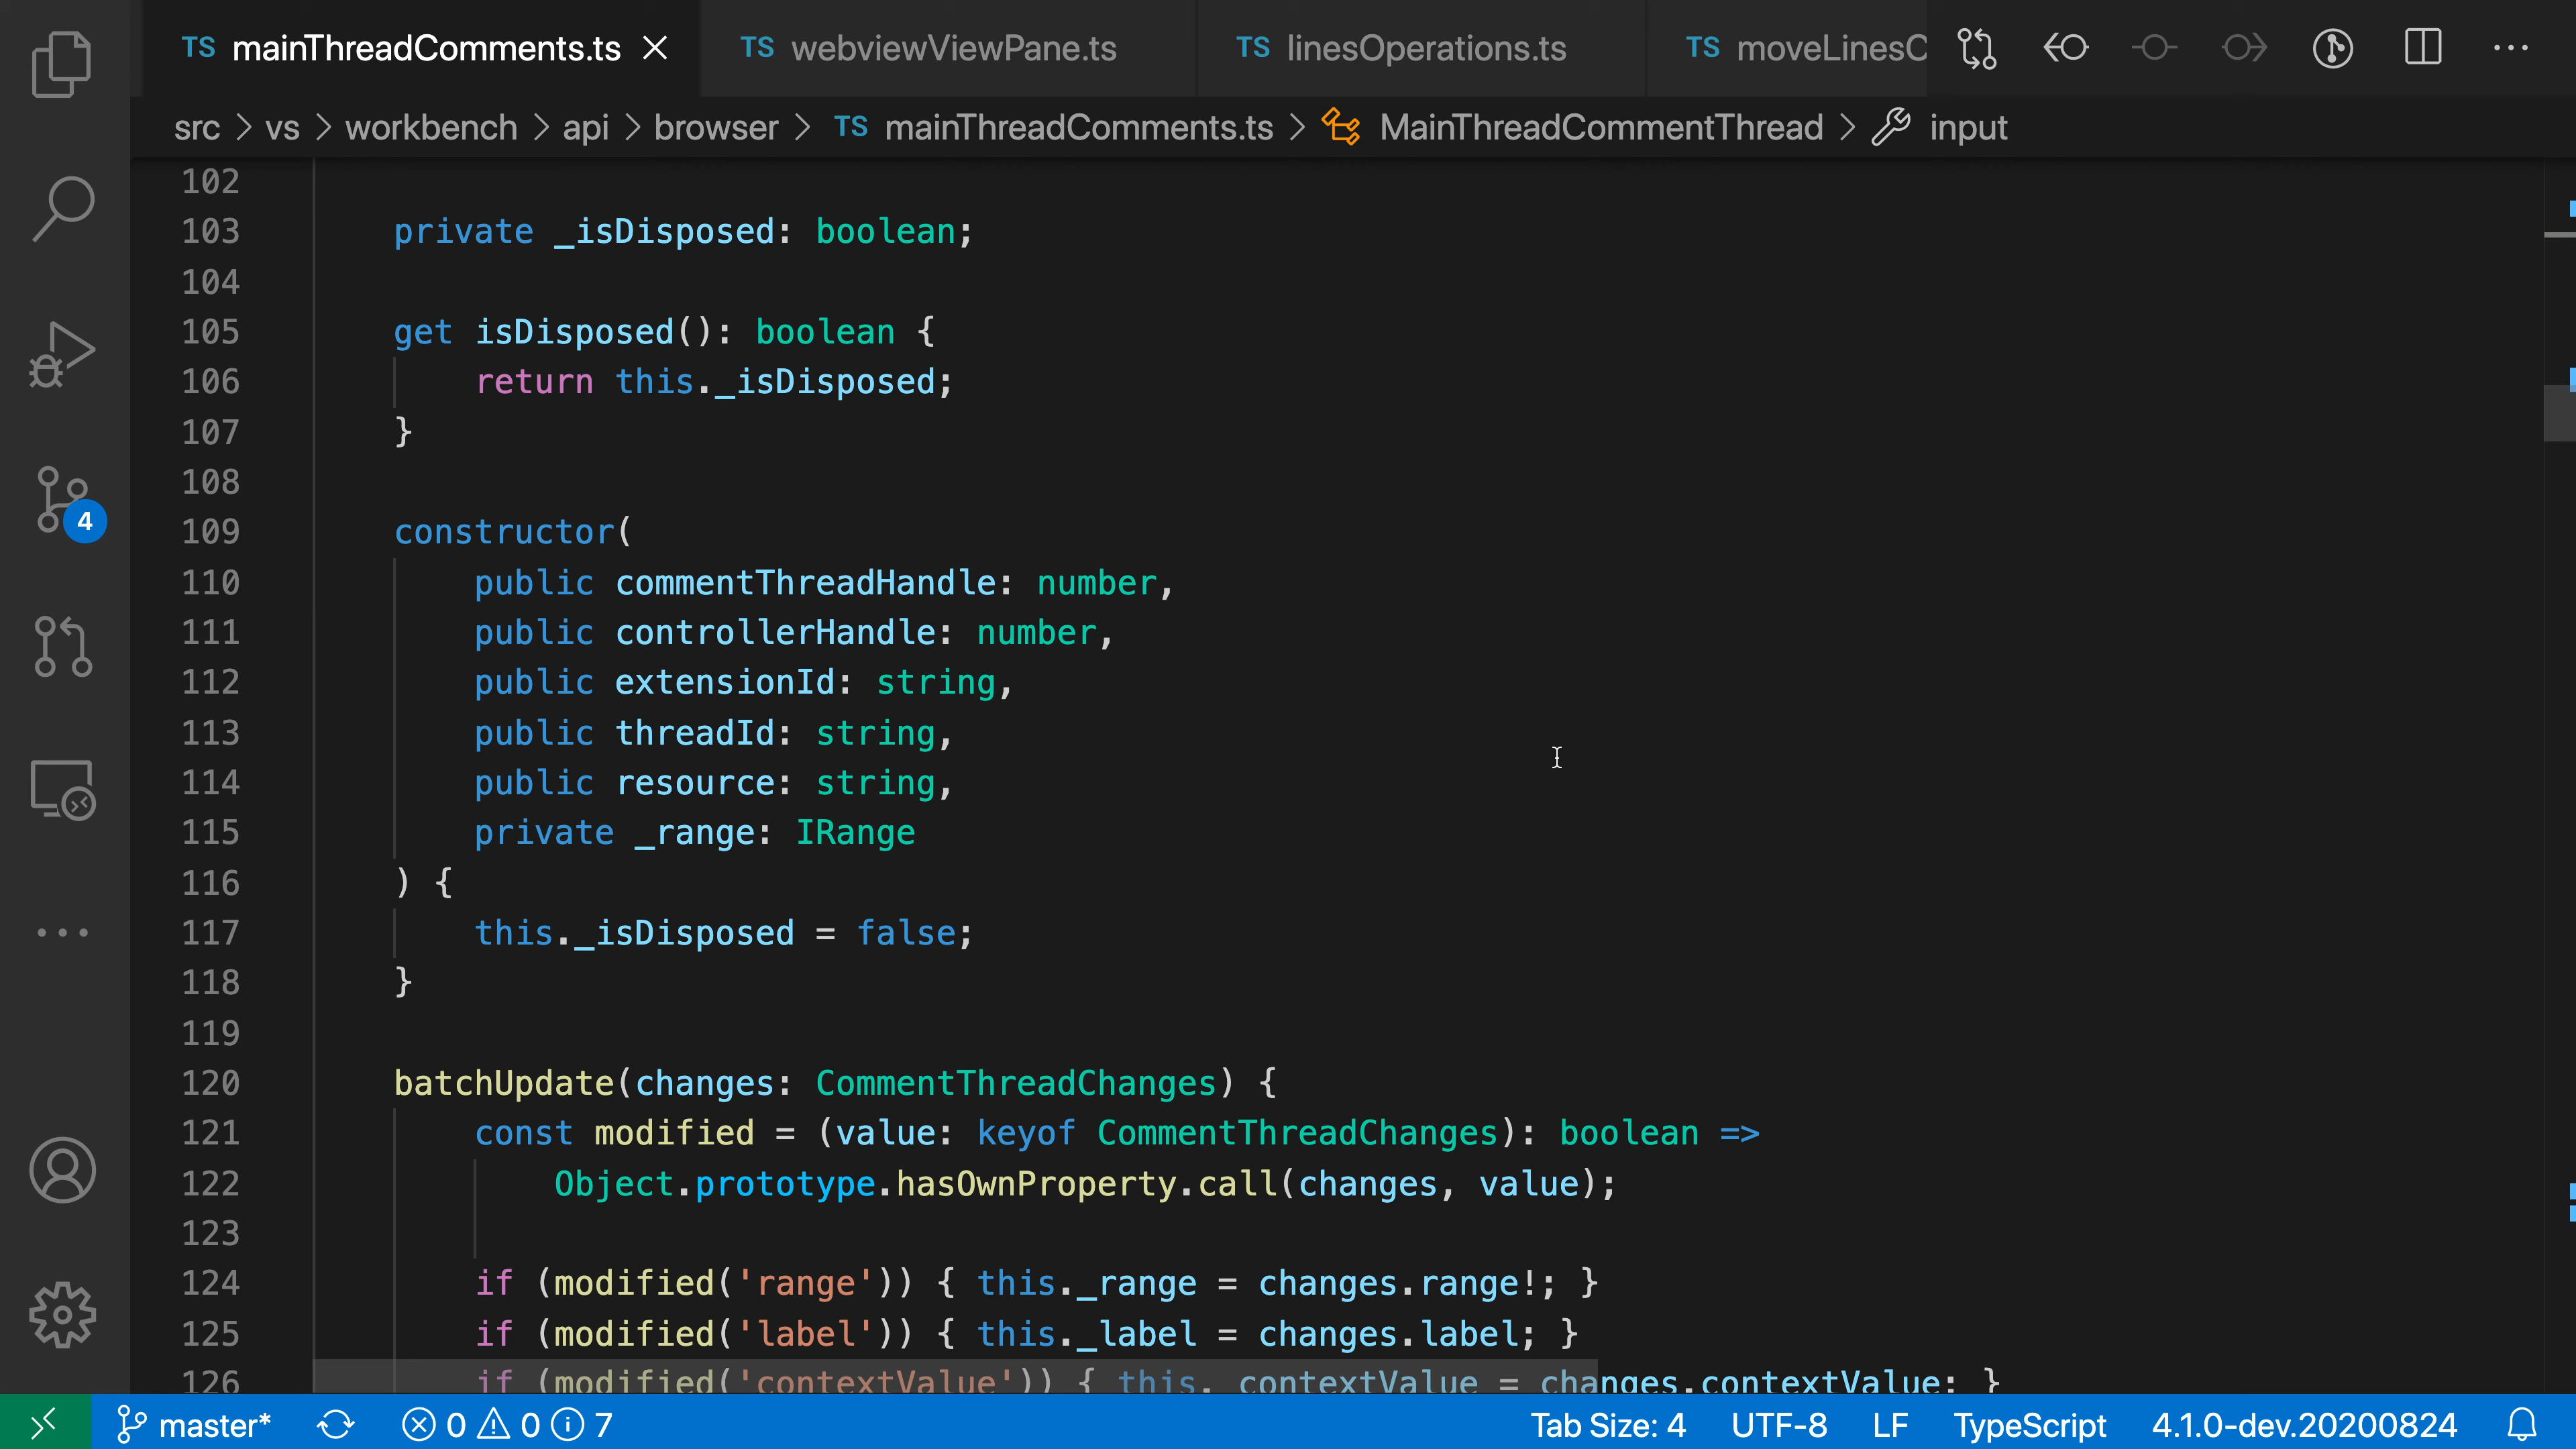 TS mainThreadComments.ts TS webviewViewPane.ts TS linesOperations.ts TS moveLinesC
src > vs > workbench > api > browser > TS mainThreadComments.ts > MainThreadCommentThread > input
102
103 private _isDisposed: boolean;
104
105 get isDisposed(): boolean {
106 return this._isDisposed;
107 }
108
109 constructor(
110 public commentThreadHandle: number,
111 public controllerHandle: number,
112 public extensionId: string,
113 public threadId: string,
114 public resource: string,
115 private _range: IRange
116 ) {
117 this._isDisposed = false;
118 }
119
120 batchUpdate(changes: CommentThreadChanges) {
121 const modified = (value: keyof CommentThreadChanges): boolean =>
122 Object.prototype.hasOwnProperty.call(changes, value);
123
124 if (modified('range')) { this._range = changes.range!; }
125 if (modified('label')) { this._label = changes.label; }
126 if (modified('contextValue')) { this._contextValue = changes.contextValue; }
4
master* 0 0 7 Tab Size: 4 UTF-8 LF TypeScript 4.1.0-dev.20200824